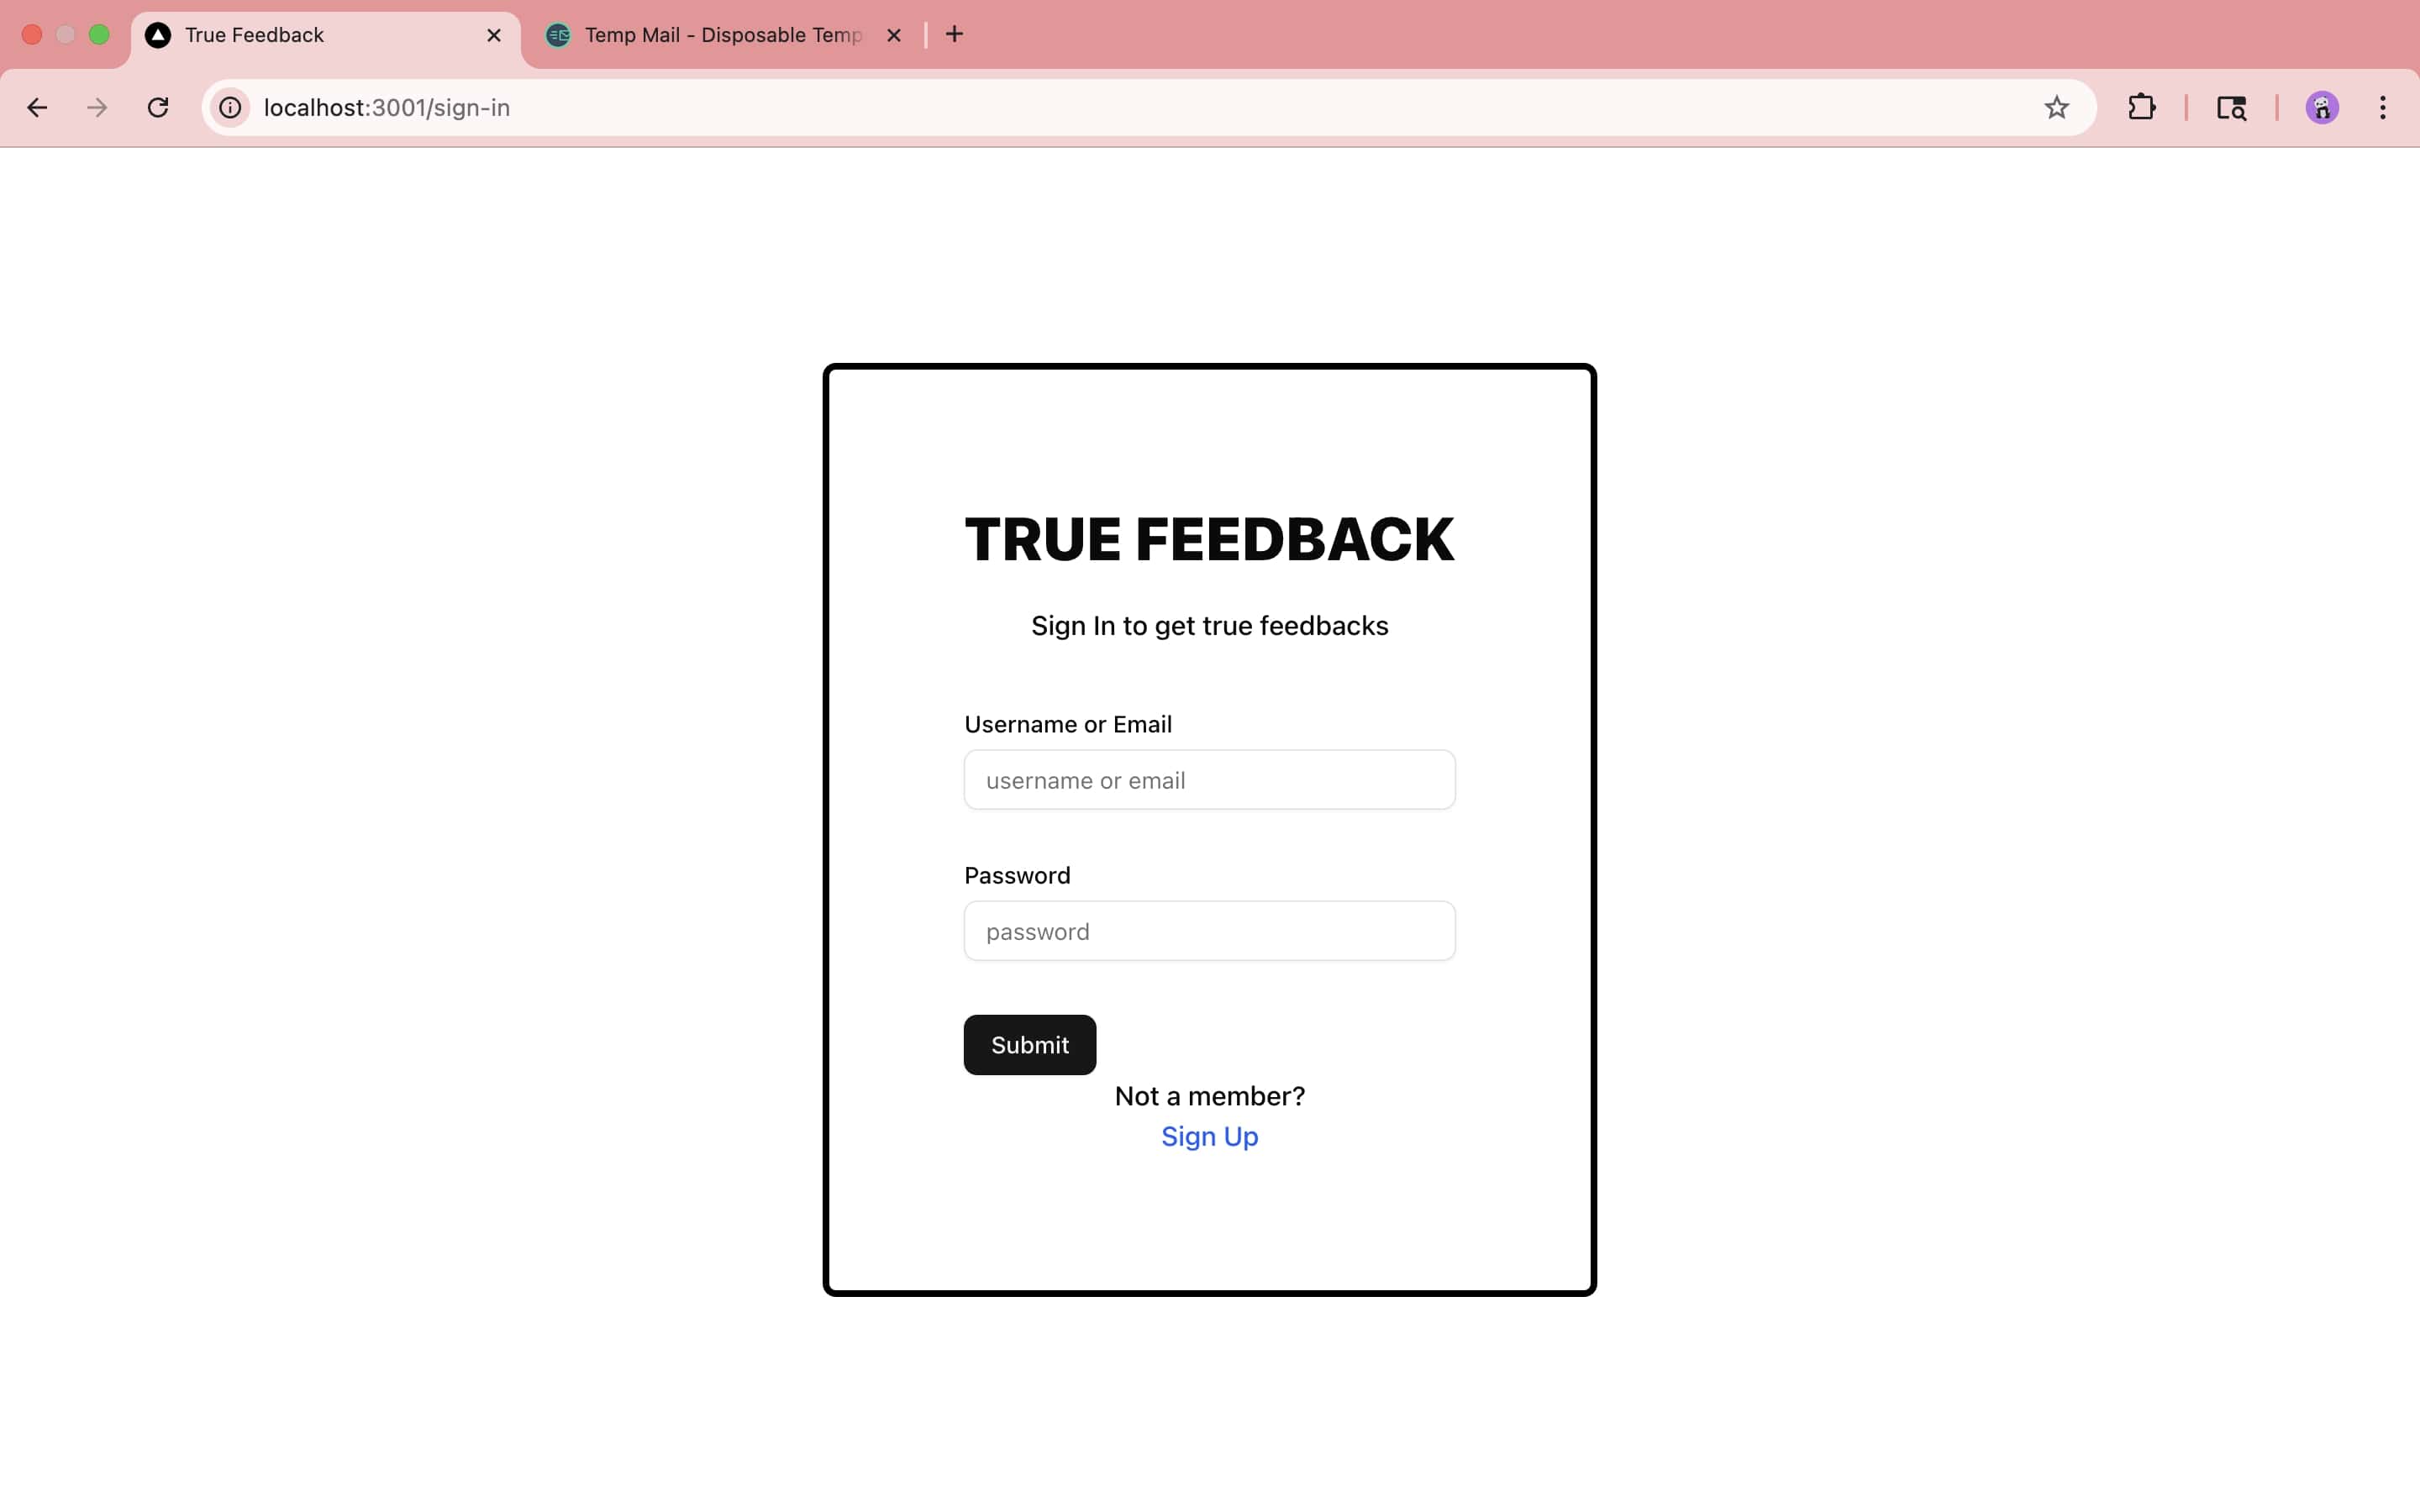 True Feedback
Temp Mail - Disposable Temp
localhost:3001/sign-in
TRUE FEEDBACK
Sign In to get true feedbacks
Username or Email
username or email
Password
password
Submit
Not a member?
Sign Up